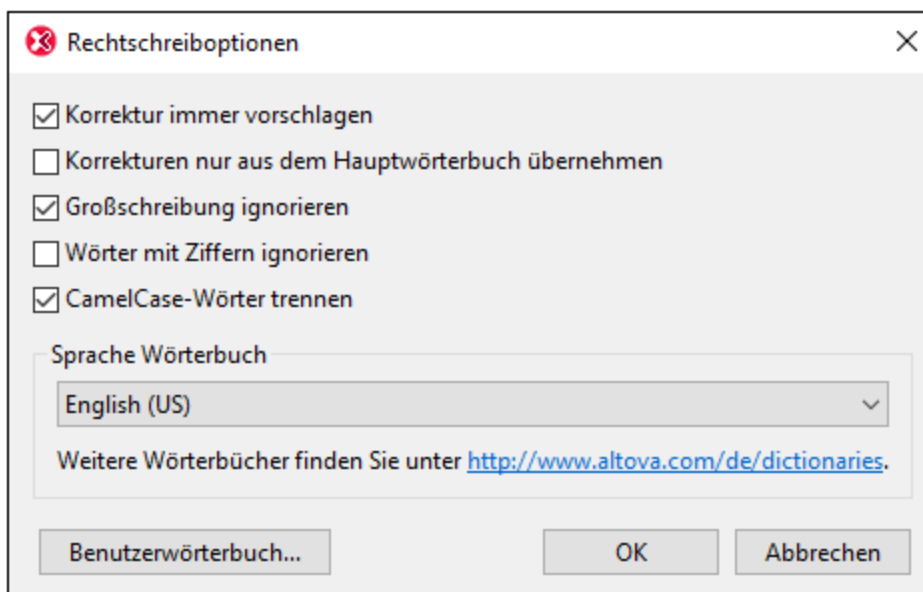 Rechtschreiboptionen
Korrektur immer vorschlagen
Korrekturen nur aus dem Hauptwörterbuch übernehmen
Großschreibung ignorieren
Wörter mit Ziffern ignorieren
CamelCase-Wörter trennen
Sprache Wörterbuch
English (US)
Weitere Wörterbücher finden Sie unter http://www.altova.com/de/dictionaries.
Benutzerwörterbuch... OK Abbrechen